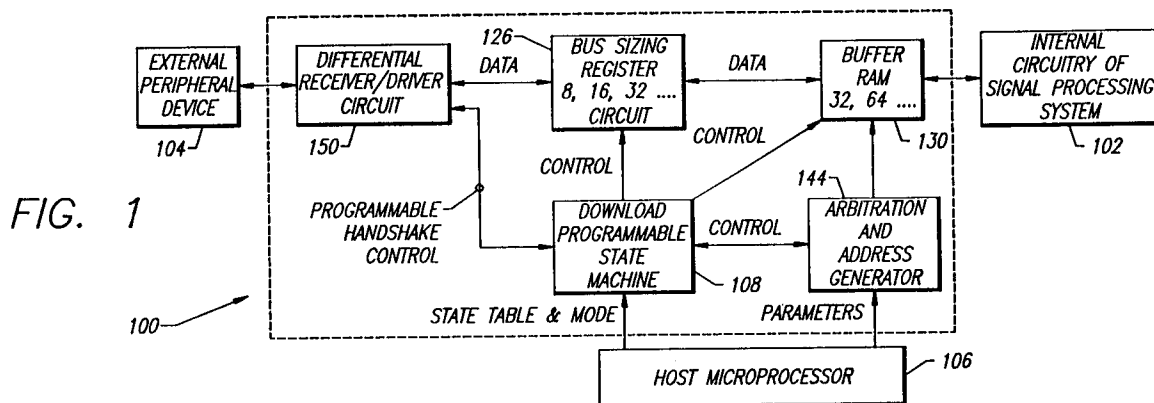 EXTERNAL
PERIPHERAL
DEVICE
104
DIFFERENTIAL
RECEIVER/DRIVER
CIRCUIT
150
DATA
126
BUS SIZING
REGISTER
8, 16, 32 ....
CIRCUIT
DATA
BUFFER
RAM
32, 64 ....
130
INTERNAL
CIRCUITRY OF
SIGNAL PROCESSING
SYSTEM
102
CONTROL
CONTROL
144
FIG. 1
PROGRAMMABLE
HANDSHAKE
CONTROL
DOWNLOAD
PROGRAMMABLE
STATE
MACHINE
108
CONTROL
ARBITRATION
AND
ADDRESS
GENERATOR
100
STATE TABLE & MODE
PARAMETERS
HOST MICROPROCESSOR
106